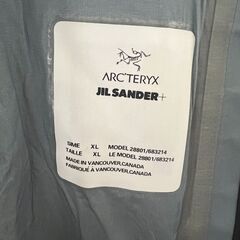 ARC'TERYX
JIL SANDER+
SIME XL MODEL 28801/683214
TAILLE XL LE MODEL 28801/683214
MADE IN VANCOUVER,CANADA
FABRIQUÉ À VANCOUVER,CANADA